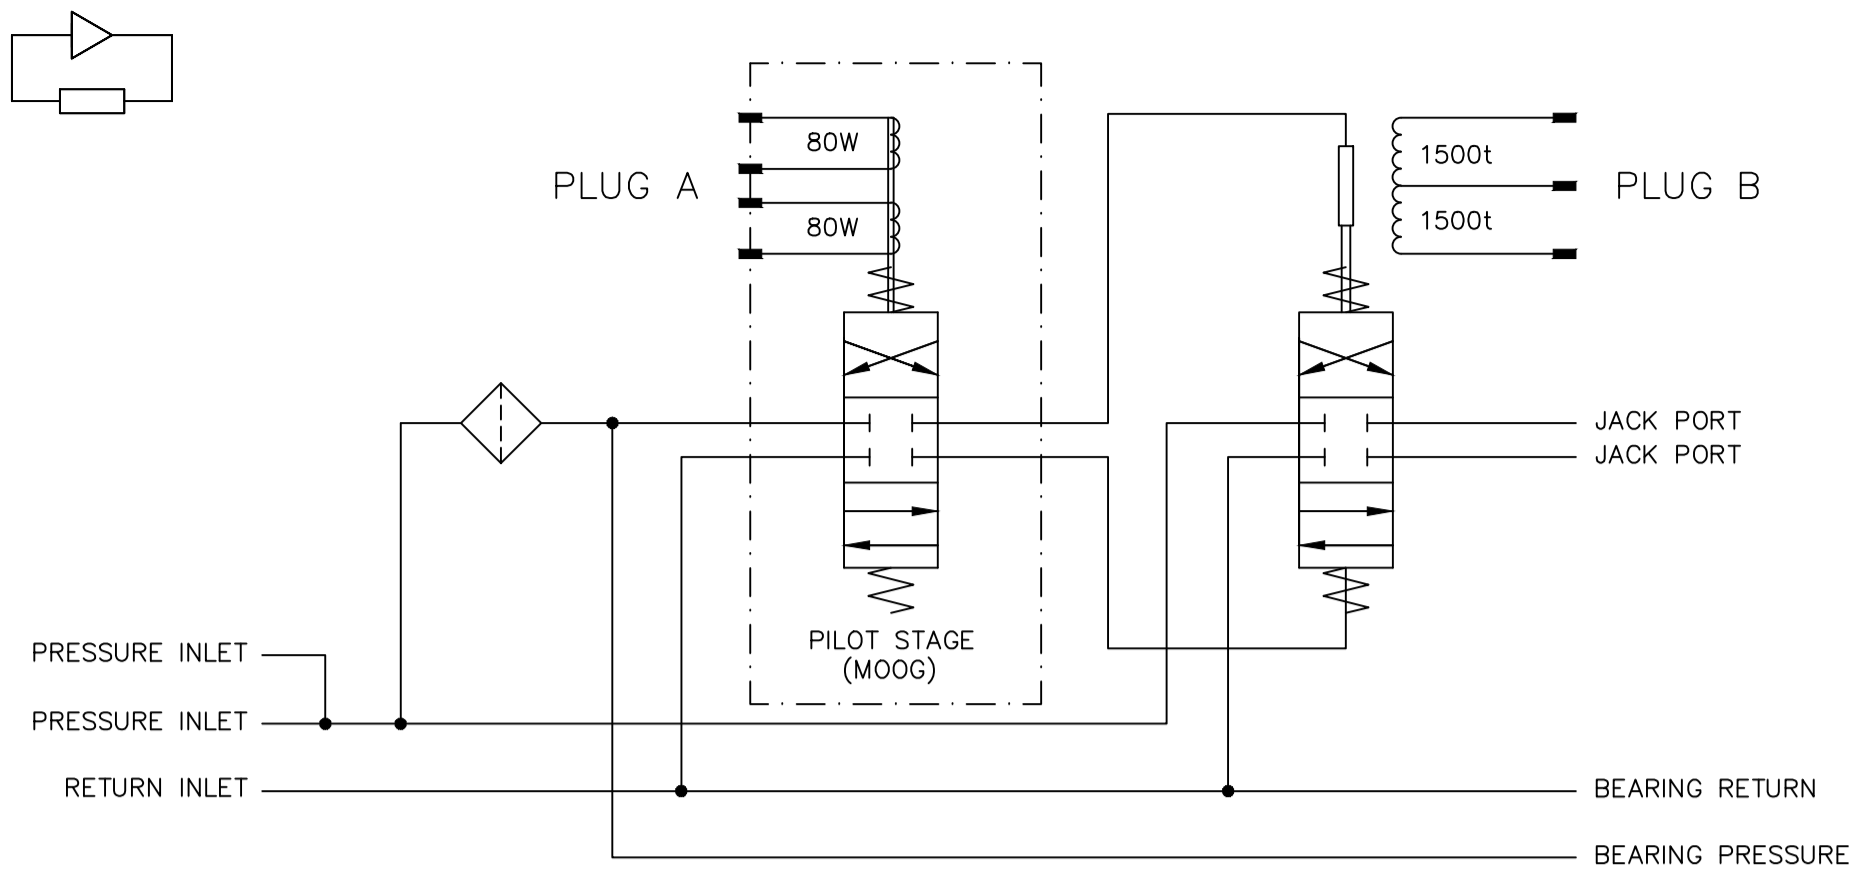 80W
1500t
PLUG A
PLUG B
80W
1500t
JACK PORT
JACK PORT
PILOT STAGE
(MOOG)
PRESSURE INLET
PRESSURE INLET
RETURN INLET
BEARING RETURN
BEARING PRESSURE